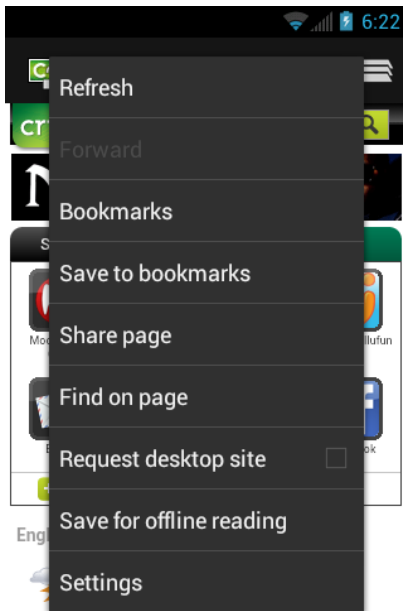 6:22
Refresh
Forward
Bookmarks
Save to bookmarks
Share page
Find on page
Request desktop site
Save for offline reading
Settings